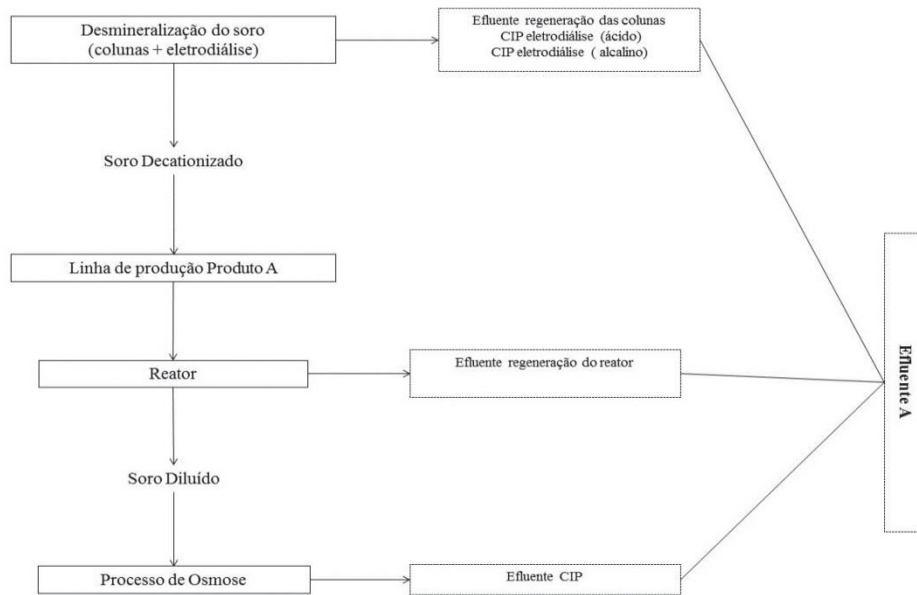 Desmineralização do soro
(colunas + eletrodiálise)
Efluente regeneração das colunas
CIP eletrodiálise (ácido)
CIP eletrodiálise ( alcalino)
Soro Decationizado
Linha de produção Produto A
Reator
Efluente regeneração do reator
Efluente A
Soro Diluído
Processo de Osmose
Efluente CIP